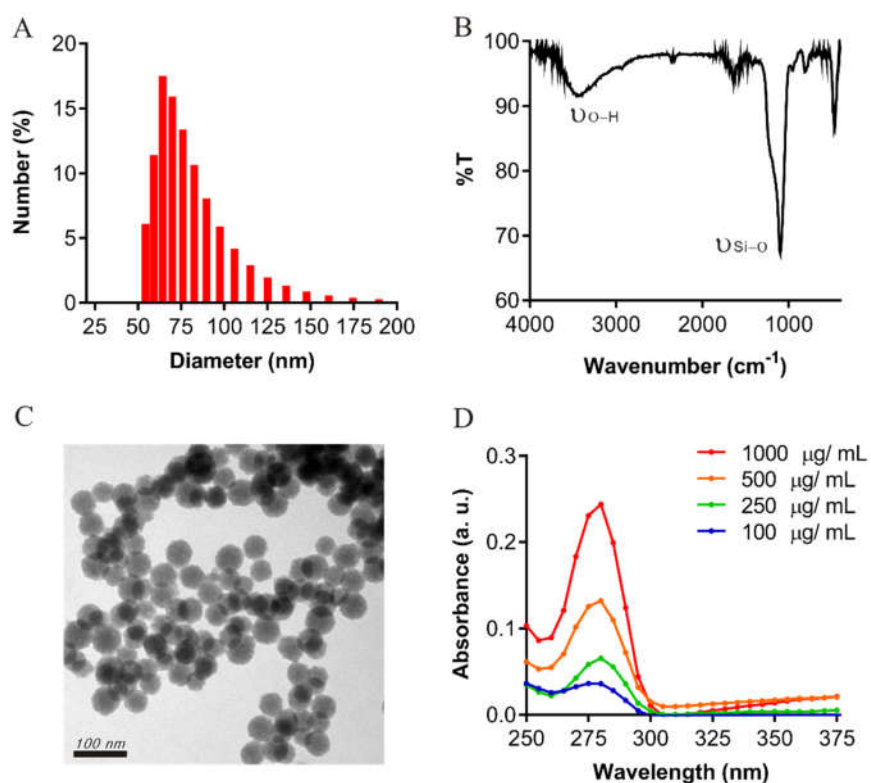 A
Number (%)
20
15
10
5
0
25 50 75 100 125 150 175 200
Diameter (nm)
B
%T
100
90
80
70
60
υO–H
υSi–O
4000 3000 2000 1000
Wavenumber (cm-1)
C
100 nm
D
Absorbance (a. u.)
0.3
0.2
0.1
0.0
1000 μg/ mL
500 μg/ mL
250 μg/ mL
100 μg/ mL
250 275 300 325 350 375
Wavelength (nm)